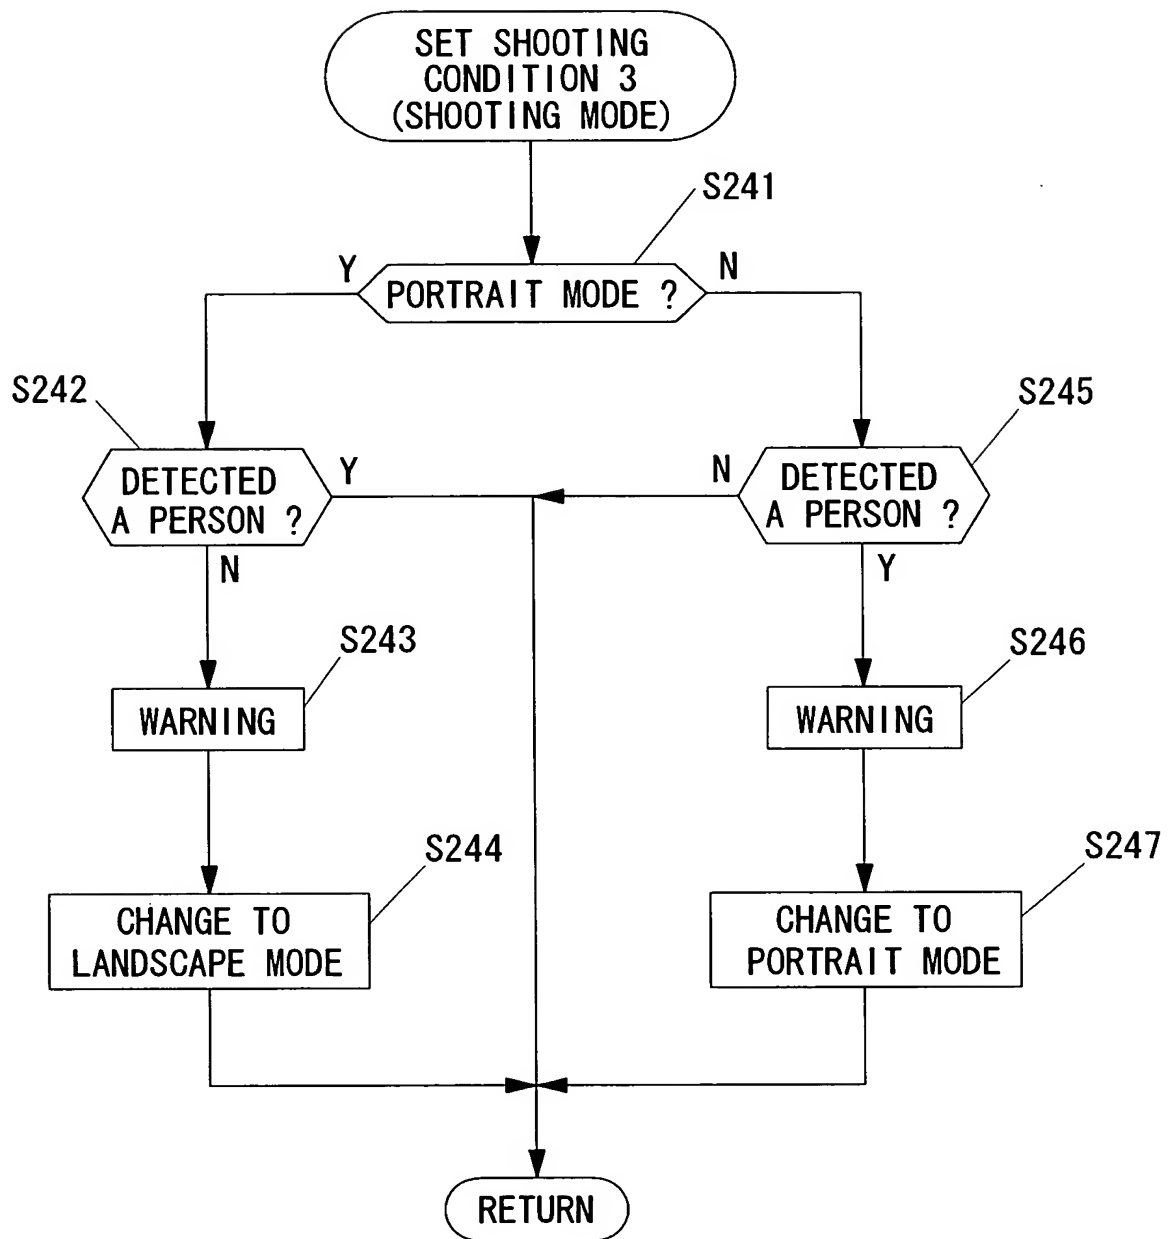 SET SHOOTING
CONDITION 3
(SHOOTING MODE)
S241
Y
PORTRAIT MODE ?
N
S242
S245
DETECTED
A PERSON ?
Y
N
DETECTED
A PERSON ?
N
Y
S243
S246
WARNING
WARNING
S244
S247
CHANGE TO
LANDSCAPE MODE
CHANGE TO
PORTRAIT MODE
RETURN